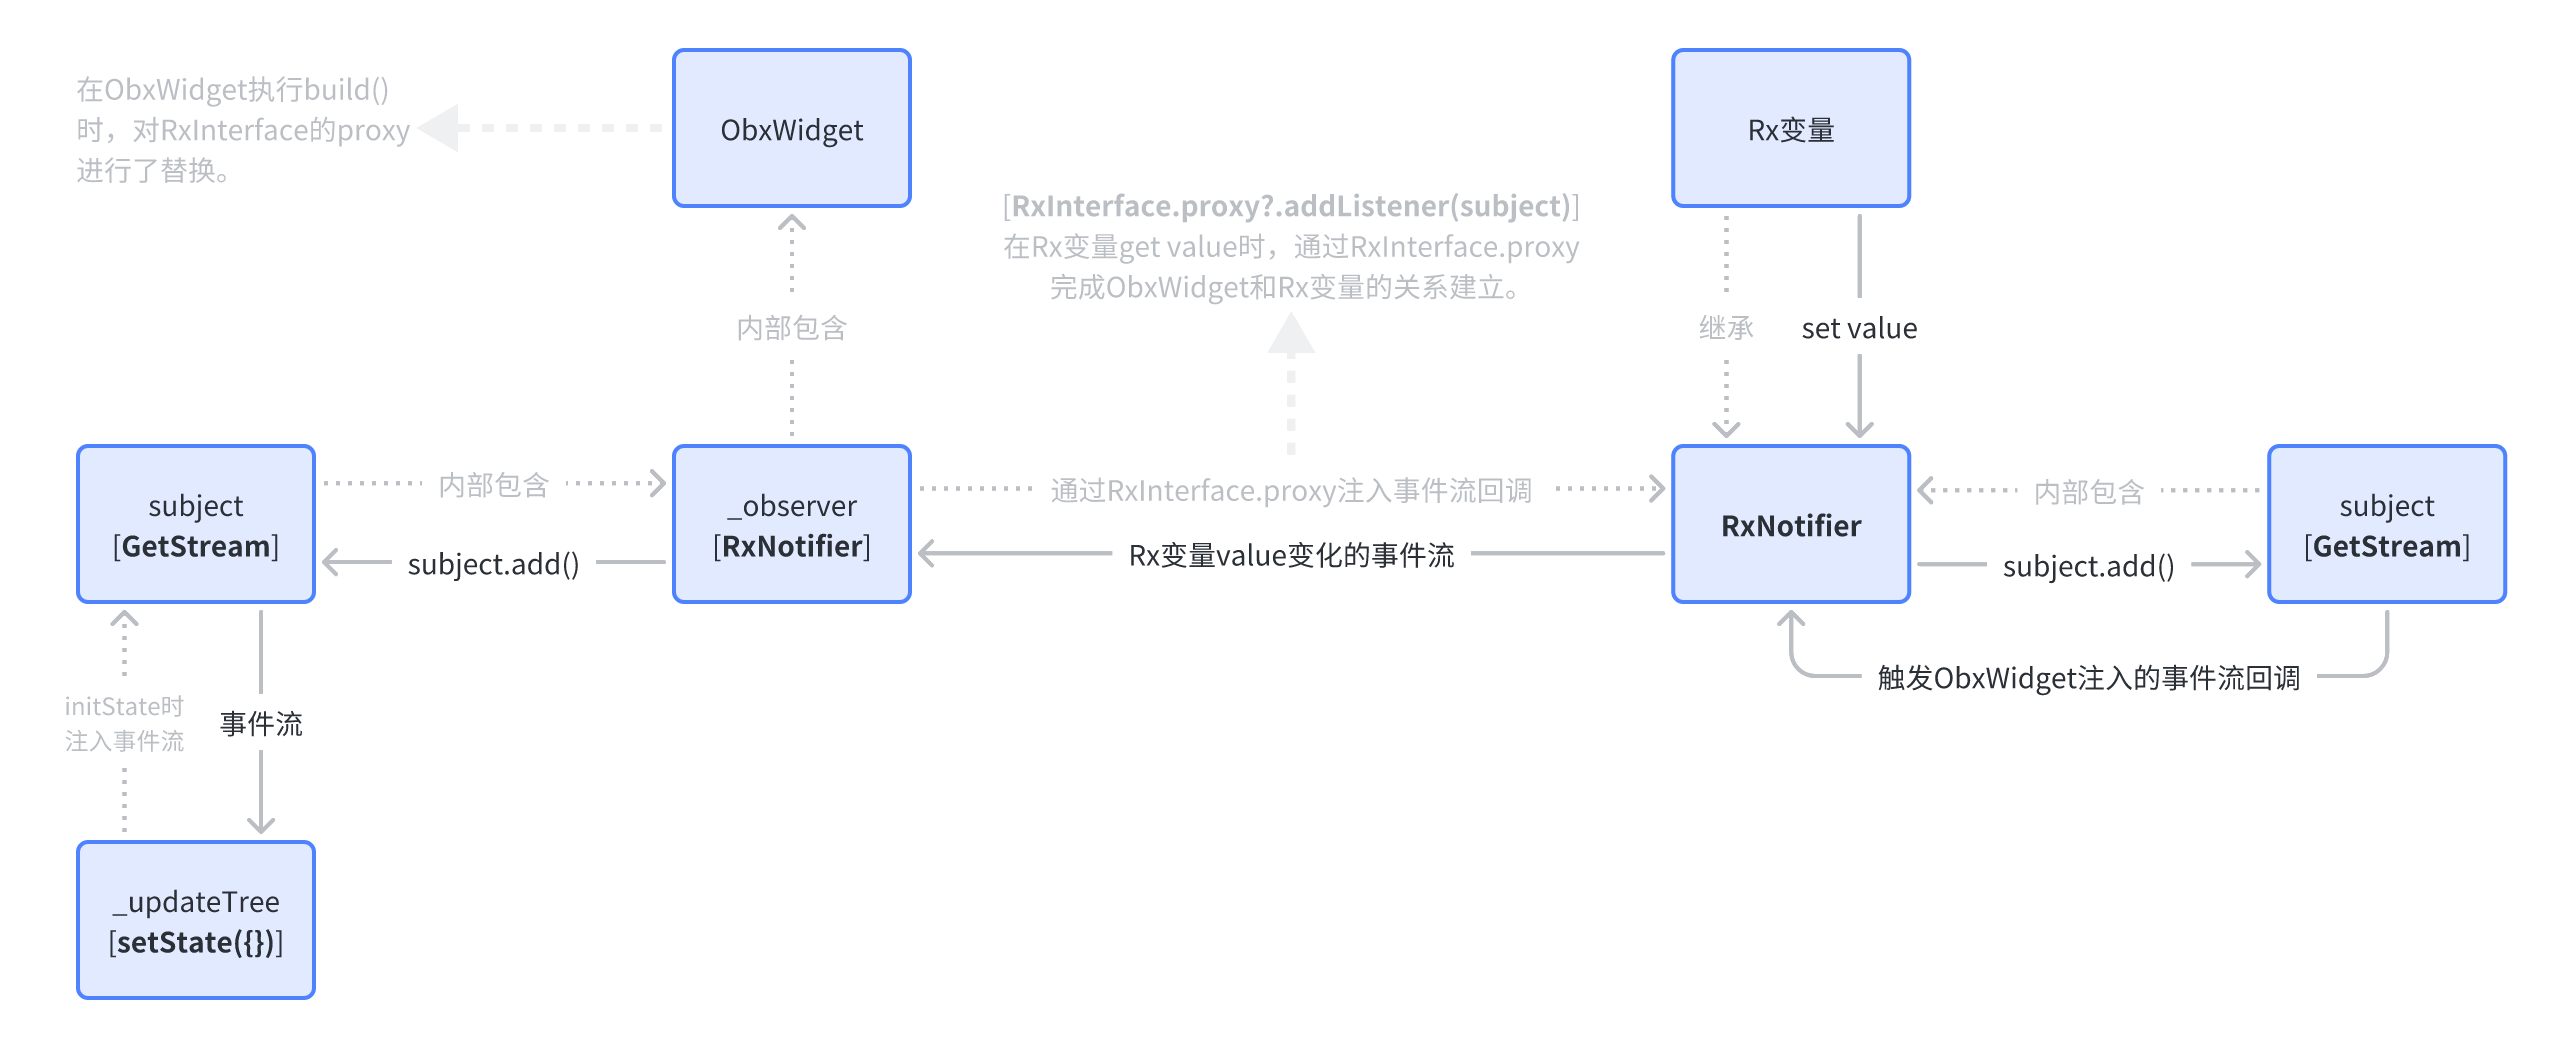 在ObxWidget执行build()
时，对RxInterface的proxy
进行了替换。
ObxWidget
Rx变量
[RxInterface.proxy?.addListener(subject)]
在Rx变量get value时，通过RxInterface.proxy
完成ObxWidget和Rx变量的关系建立。
内部包含
继承
set value
subject
[GetStream]
内部包含
subject.add()
_observer
[RxNotifier]
通过RxInterface.proxy注入事件流回调
Rx变量value变化的事件流
RxNotifier
内部包含
subject.add()
subject
[GetStream]
触发ObxWidget注入的事件流回调
initState时
注入事件流
事件流
_updateTree
[setState({})]